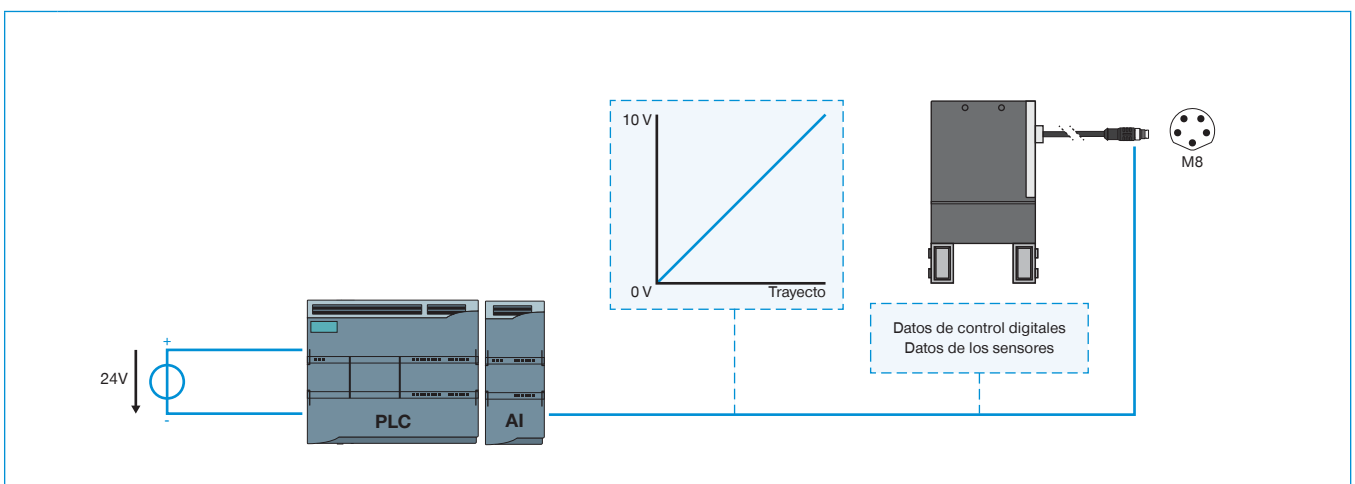 10 V
0 V
Trayecto
M8
Datos de control digitales
Datos de los sensores
+
24V
-
PLC
AI